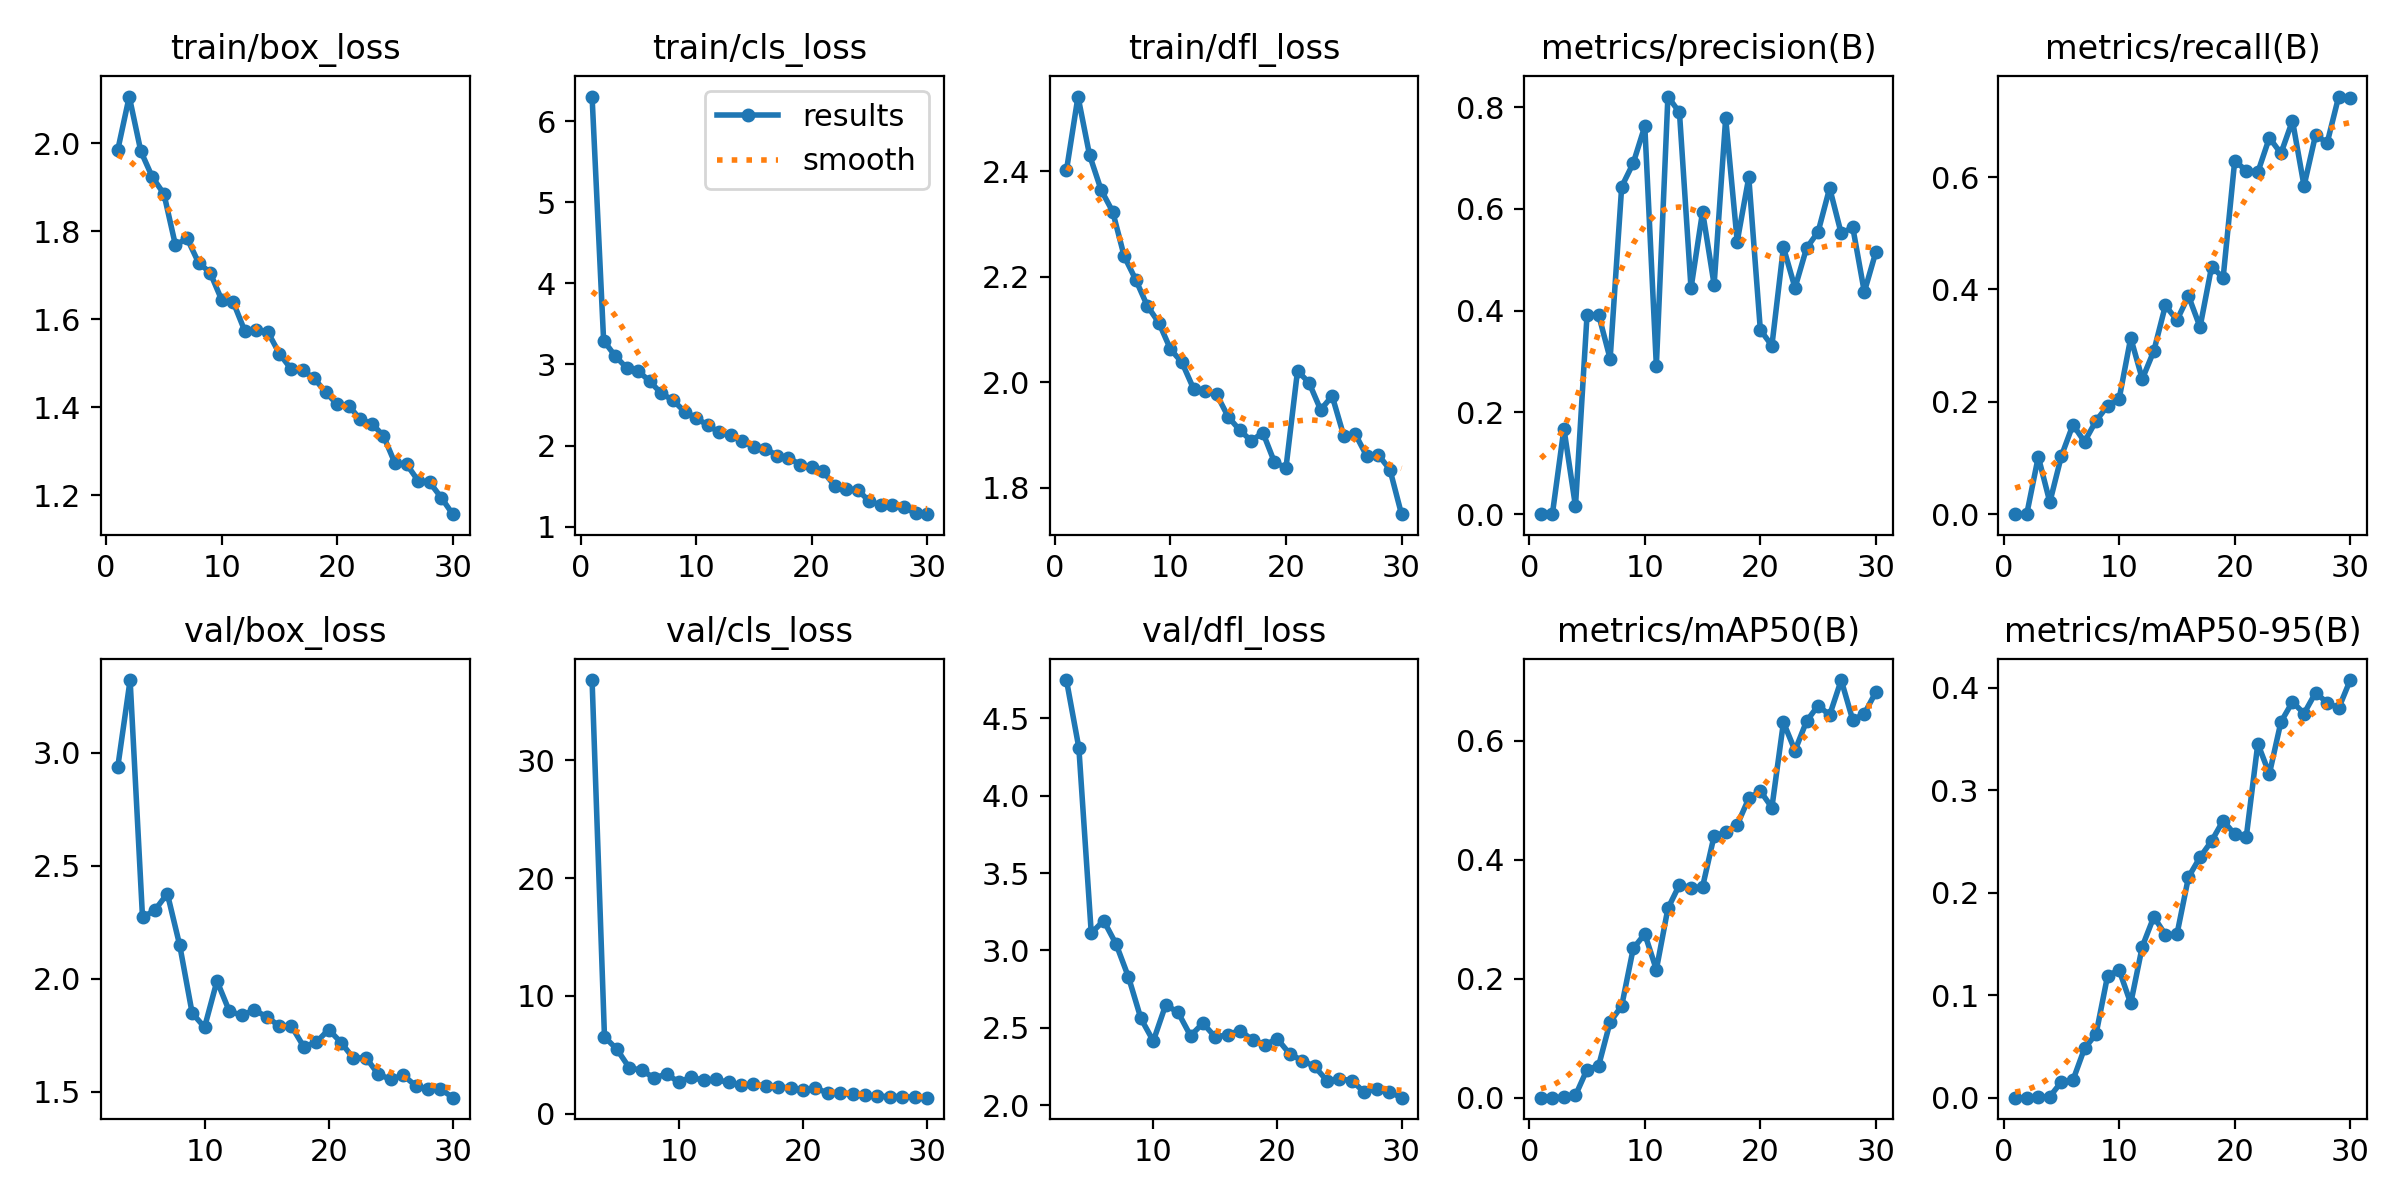 train/box_loss
2.0
1.8
1.6
1.4
1.2
0 10 20 30
train/cls_loss
results
smooth
6
5
4
3
2
1
0 10 20 30
train/dfl_loss
2.4
2.2
2.0
1.8
0 10 20 30
metrics/precision(B)
0.8
0.6
0.4
0.2
0.0
0 10 20 30
metrics/recall(B)
0.6
0.4
0.2
0.0
0 10 20 30
val/box_loss
3.0
2.5
2.0
1.5
10 20 30
val/cls_loss
30
20
10
0
10 20 30
val/dfl_loss
4.5
4.0
3.5
3.0
2.5
2.0
10 20 30
metrics/mAP50(B)
0.6
0.4
0.2
0.0
0 10 20 30
metrics/mAP50-95(B)
0.4
0.3
0.2
0.1
0.0
0 10 20 30